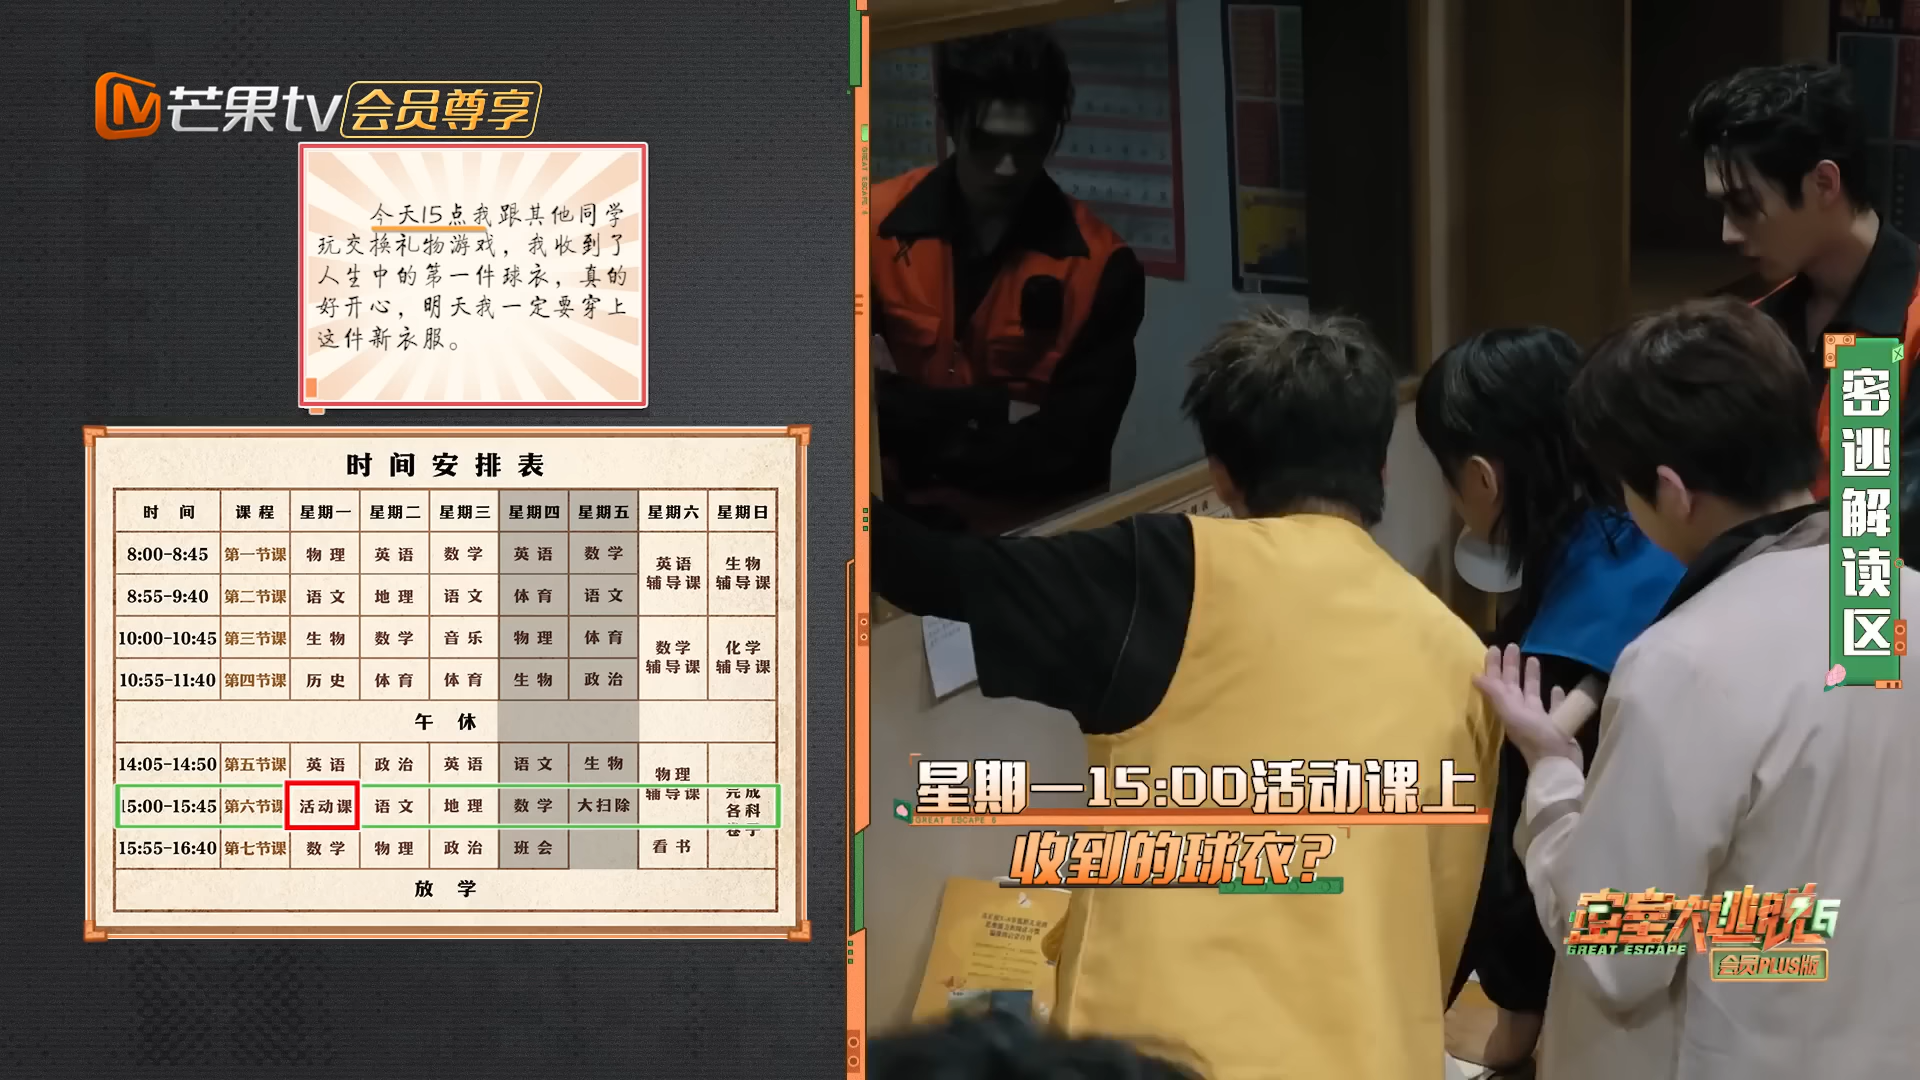 芒果tv会员尊享
今天15点我跟其他同学
玩交换礼物游戏，我收到了
人生中的第一件球衣，真的
好开心，明天我一定要穿上
这件新衣服。
时间安排表
时间 课程 星期一 星期二 星期三 星期四 星期五 星期六 星期日
8:00-8:45 第一节课 物理 英语 数学 英语 数学 英语辅导课 生物辅导课
8:55-9:40 第二节课 语文 地理 语文 体育 语文
10:00-10:45 第三节课 生物 数学 音乐 物理 体育 数学辅导课 化学辅导课
10:55-11:40 第四节课 历史 体育 体育 生物 政治
午休
14:05-14:50 第五节课 英语 政治 英语 语文 生物 物理辅导课 完成各科卷子
15:00-15:45 第六节课 活动课 语文 地理 数学 大扫除
15:55-16:40 第七节课 数学 物理 政治 班会 看书
放学
密逃解读区
星期一15:00活动课上
GREAT ESCAPE 6
收到的球衣？
密室大逃脱6
GREAT ESCAPE
会员PLUS版